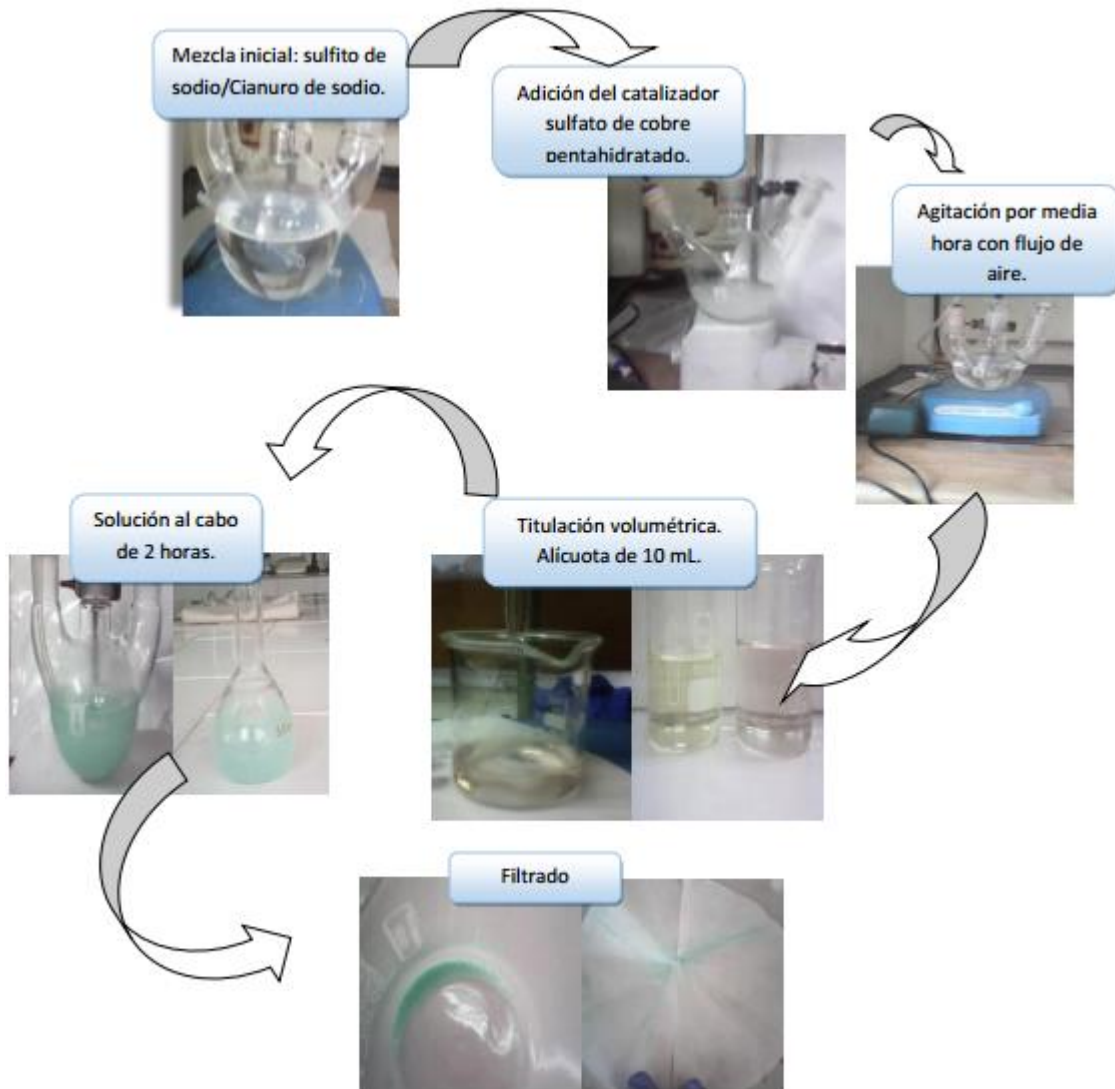 Mezcla inicial: sulfito de
sodio/Cianuro de sodio.
Adición del catalizador
sulfato de cobre
pentahidratado.
Agitación por media
hora con flujo de
aire.
Titulación volumétrica.
Alícuota de 10 mL.
Solución al cabo
de 2 horas.
Filtrado